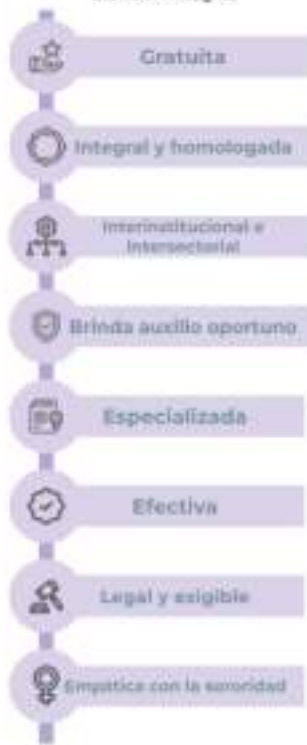 Gratuita
Integral y homologada
Interinstitucional e
Intersectorial
Brinda auxilio oportuno
Especializada
Efectiva
Legal y exigible
Empática con la sororidad